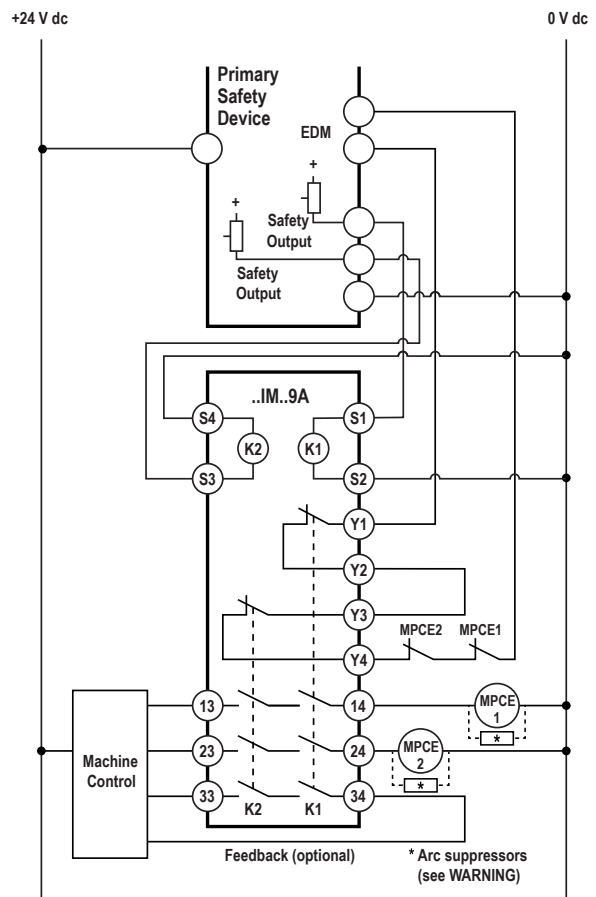 +24 V dc
0 V dc
Primary
Safety
Device
EDM
+
+
Safety
Output
Safety
Output
..IM..9A
S4
S1
K2
K1
S3
S2
Y1
Y2
Y3
MPCE2
MPCE1
Y4
13
14
MPCE
1
*
23
24
MPCE
2
*
Machine
Control
33
34
K2
K1
Feedback (optional)
* Arc suppressors
(see WARNING)